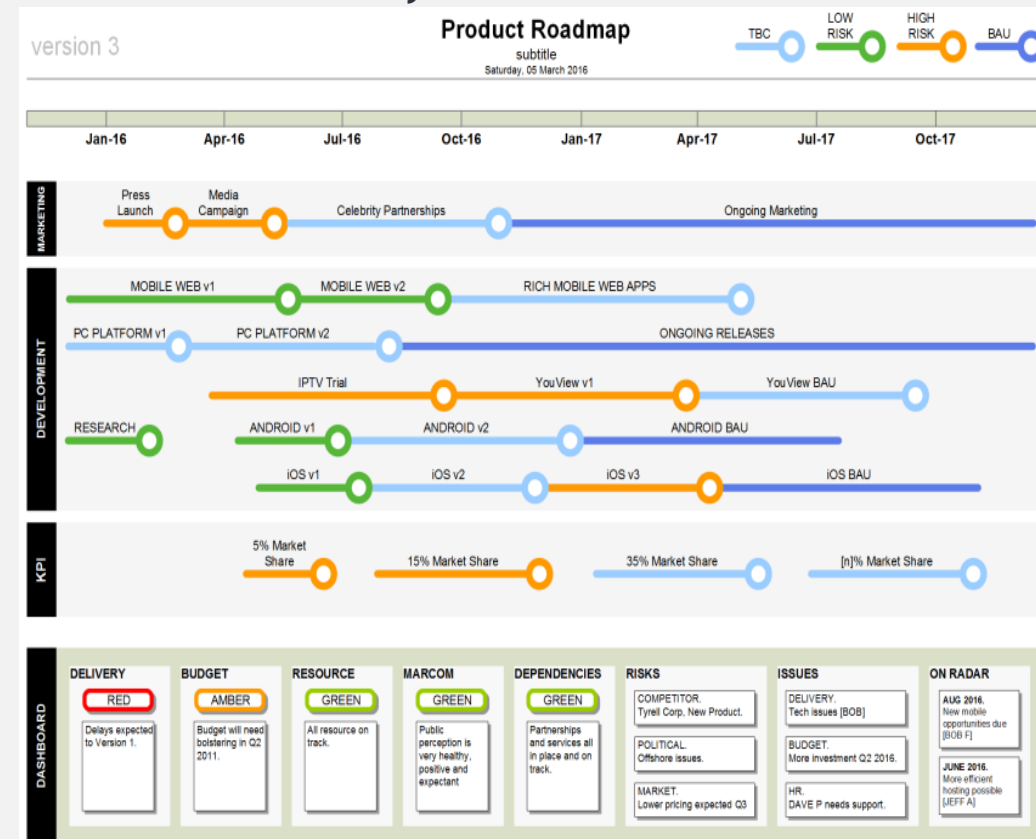 version 3
Product Roadmap
subtitle
Saturday, 05 March 2016
TBC
LOW
RISK
HIGH
RISK
BAU
Jan-16 Apr-16 Jul-16 Oct-16 Jan-17 Apr-17 Jul-17 Oct-17
MARKETING
Press
Launch
Media
Campaign
Celebrity Partnerships
Ongoing Marketing
DEVELOPMENT
MOBILE WEB v1 MOBILE WEB v2 RICH MOBILE WEB APPS
PC PLATFORM v1 PC PLATFORM v2 ONGOING RELEASES
IPTV Trial YouView v1 YouView BAU
RESEARCH ANDROID v1 ANDROID v2 ANDROID BAU
iOS v1 iOS v2 iOS v3 iOS BAU
KPI
5% Market
Share
15% Market Share
35% Market Share
[n]% Market Share
DASHBOARD
DELIVERY
RED
Delays expected
to Version 1.
BUDGET
AMBER
Budget will need
bolstering in Q2
2011.
RESOURCE
GREEN
All resource on
track.
MARCOM
GREEN
Public
perception is
very healthy,
positive and
expectant
DEPENDENCIES
GREEN
Partnerships
and services all
in place and on
track.
RISKS
COMPETITOR.
Tyrell Corp, New Product.
POLITICAL.
Offshore issues.
MARKET.
Lower pricing expected Q3
ISSUES
DELIVERY.
Tech issues [BOB]
BUDGET.
More investment Q2 2016.
HR.
DAVE P needs support.
ON RADAR
AUG 2016.
New mobile
opportunities due
[BOB F]
JUNE 2016.
More efficient
hosting possible
[JEFF A]